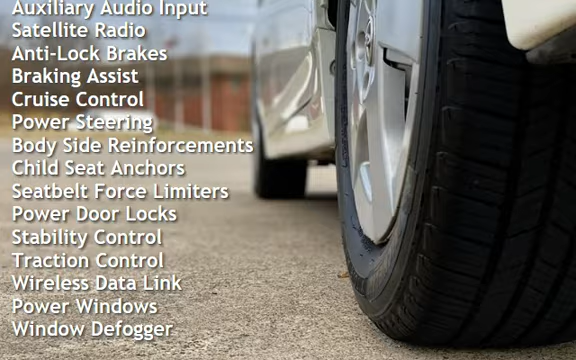 Auxiliary Audio Input
Satellite Radio
Anti-Lock Brakes
Braking Assist
Cruise Control
Power Steering
Body Side Reinforcements
Child Seat Anchors
Seatbelt Force Limiters
Power Door Locks
Stability Control
Traction Control
Wireless Data Link
Power Windows
Window Defogger